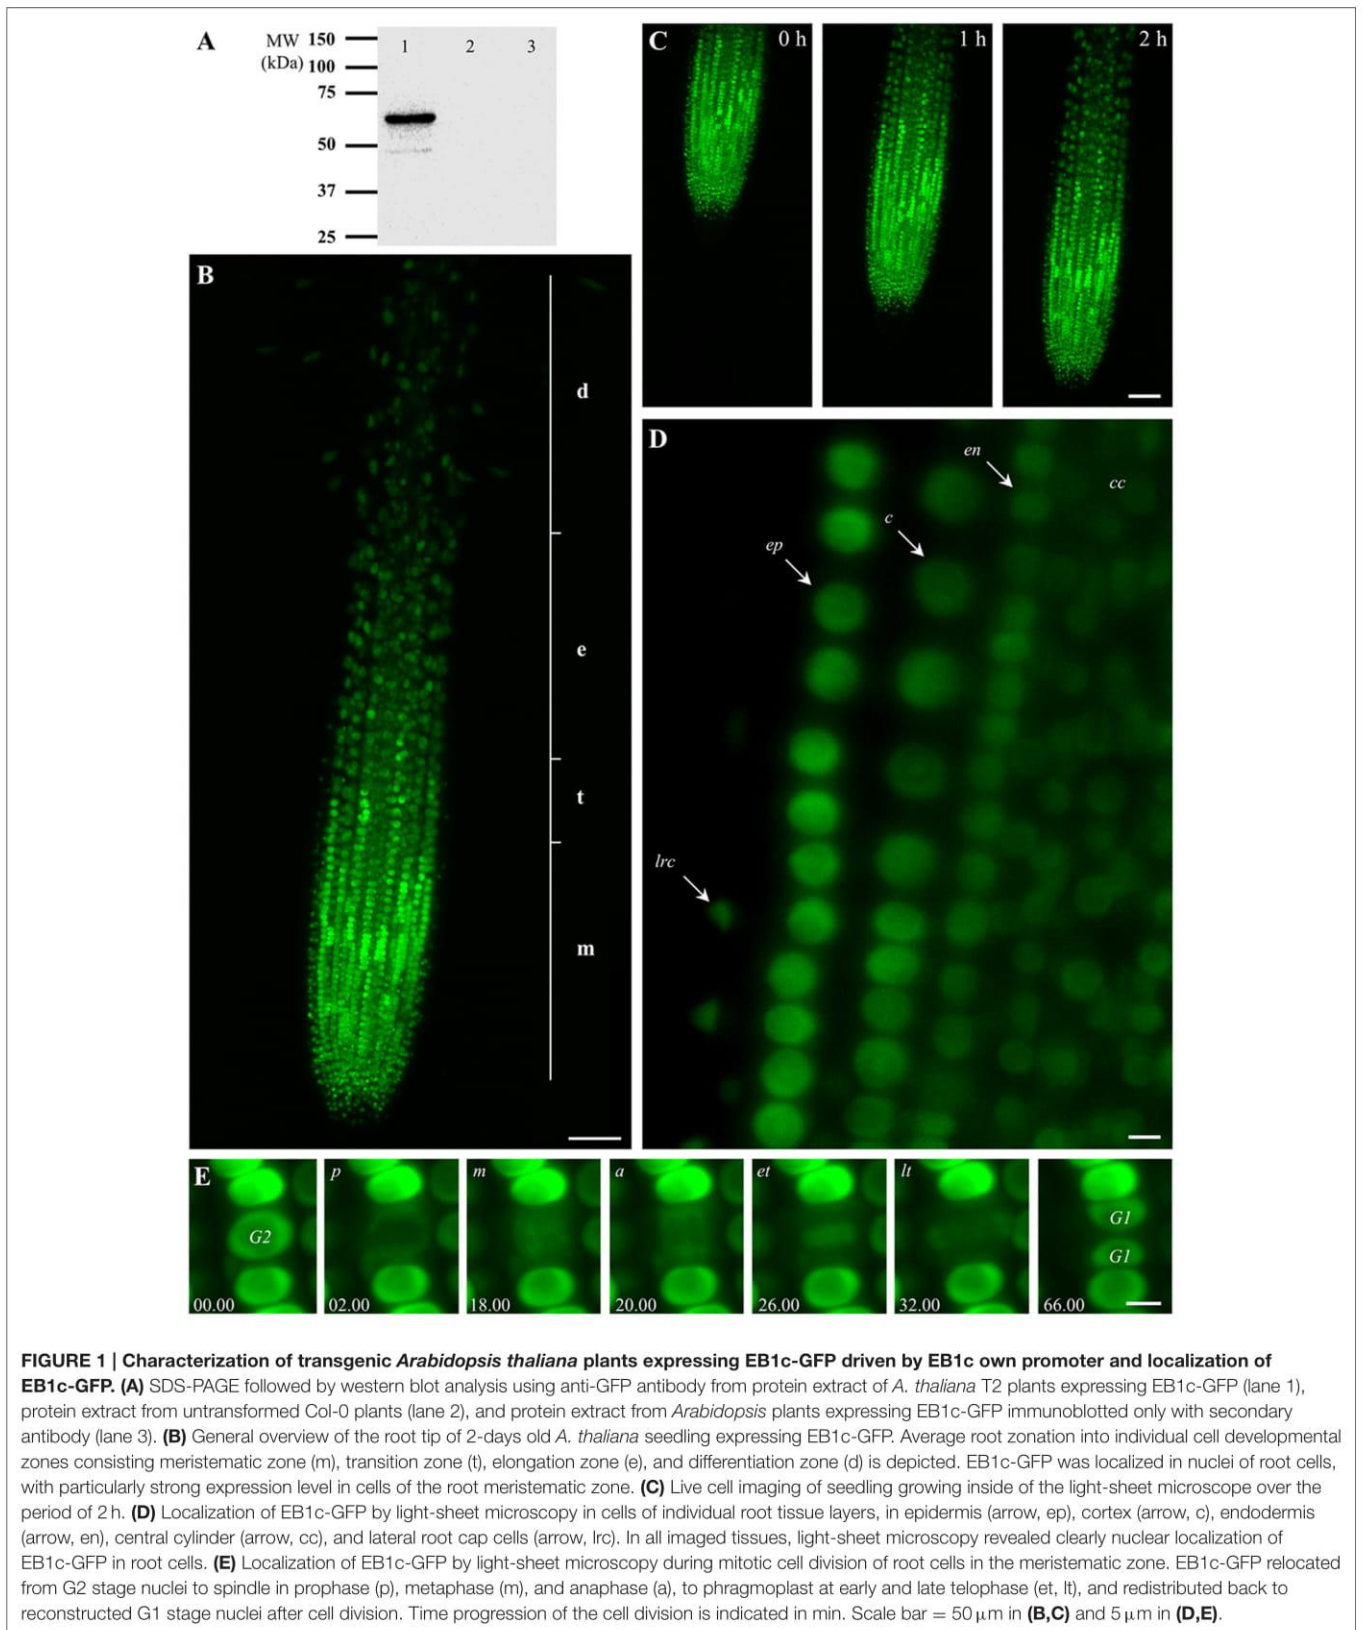 A
MW
(kDa)
150
100
75
50
37
25
1 2 3
B
d
e
t
m
C
0 h
1 h
2 h
D
en
cc
c
ep
lrc
E
G2
00.00
p
02.00
m
18.00
a
20.00
et
26.00
lt
32.00
G1
G1
66.00
FIGURE 1 | Characterization of transgenic Arabidopsis thaliana plants expressing EB1c-GFP driven by EB1c own promoter and localization of
EB1c-GFP. (A) SDS-PAGE followed by western blot analysis using anti-GFP antibody from protein extract of A. thaliana T2 plants expressing EB1c-GFP (lane 1),
protein extract from untransformed Col-0 plants (lane 2), and protein extract from Arabidopsis plants expressing EB1c-GFP immunoblotted only with secondary
antibody (lane 3). (B) General overview of the root tip of 2-days old A. thaliana seedling expressing EB1c-GFP. Average root zonation into individual cell developmental
zones consisting meristematic zone (m), transition zone (t), elongation zone (e), and differentiation zone (d) is depicted. EB1c-GFP was localized in nuclei of root cells,
with particularly strong expression level in cells of the root meristematic zone. (C) Live cell imaging of seedling growing inside of the light-sheet microscope over the
period of 2 h. (D) Localization of EB1c-GFP by light-sheet microscopy in cells of individual root tissue layers, in epidermis (arrow, ep), cortex (arrow, c), endodermis
(arrow, en), central cylinder (arrow, cc), and lateral root cap cells (arrow, lrc). In all imaged tissues, light-sheet microscopy revealed clearly nuclear localization of
EB1c-GFP in root cells. (E) Localization of EB1c-GFP by light-sheet microscopy during mitotic cell division of root cells in the meristematic zone. EB1c-GFP relocated
from G2 stage nuclei to spindle in prophase (p), metaphase (m), and anaphase (a), to phragmoplast at early and late telophase (et, lt), and redistributed back to
reconstructed G1 stage nuclei after cell division. Time progression of the cell division is indicated in min. Scale bar = 50 μm in (B,C) and 5 μm in (D,E).